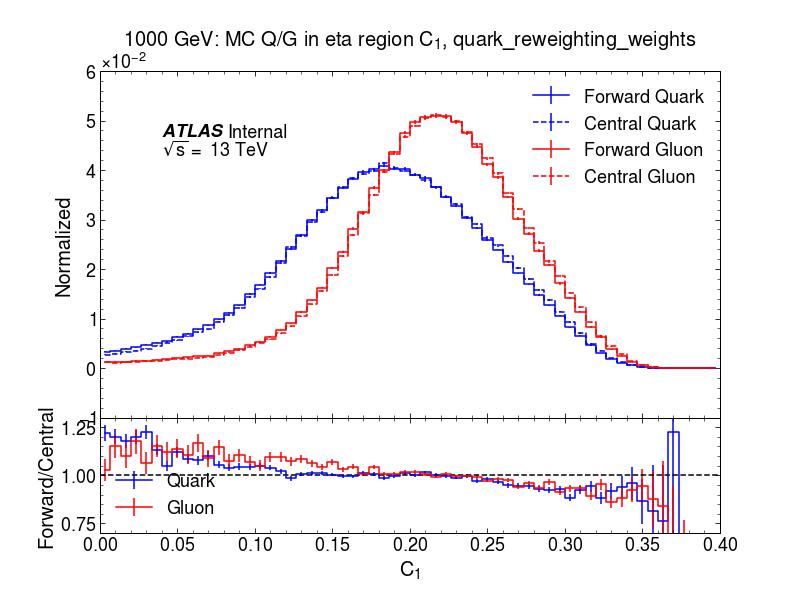 1000 GeV: MC Q/G in eta region C₁, quark_reweighting_weights
×10⁻²
6
5
4
3
2
1
0
−1
Normalized
ATLAS Internal
√s = 13 TeV
Forward Quark
Central Quark
Forward Gluon
Central Gluon
1.25
1.00
0.75
Forward/Central
Quark
Gluon
0.00 0.05 0.10 0.15 0.20 0.25 0.30 0.35 0.40
C₁